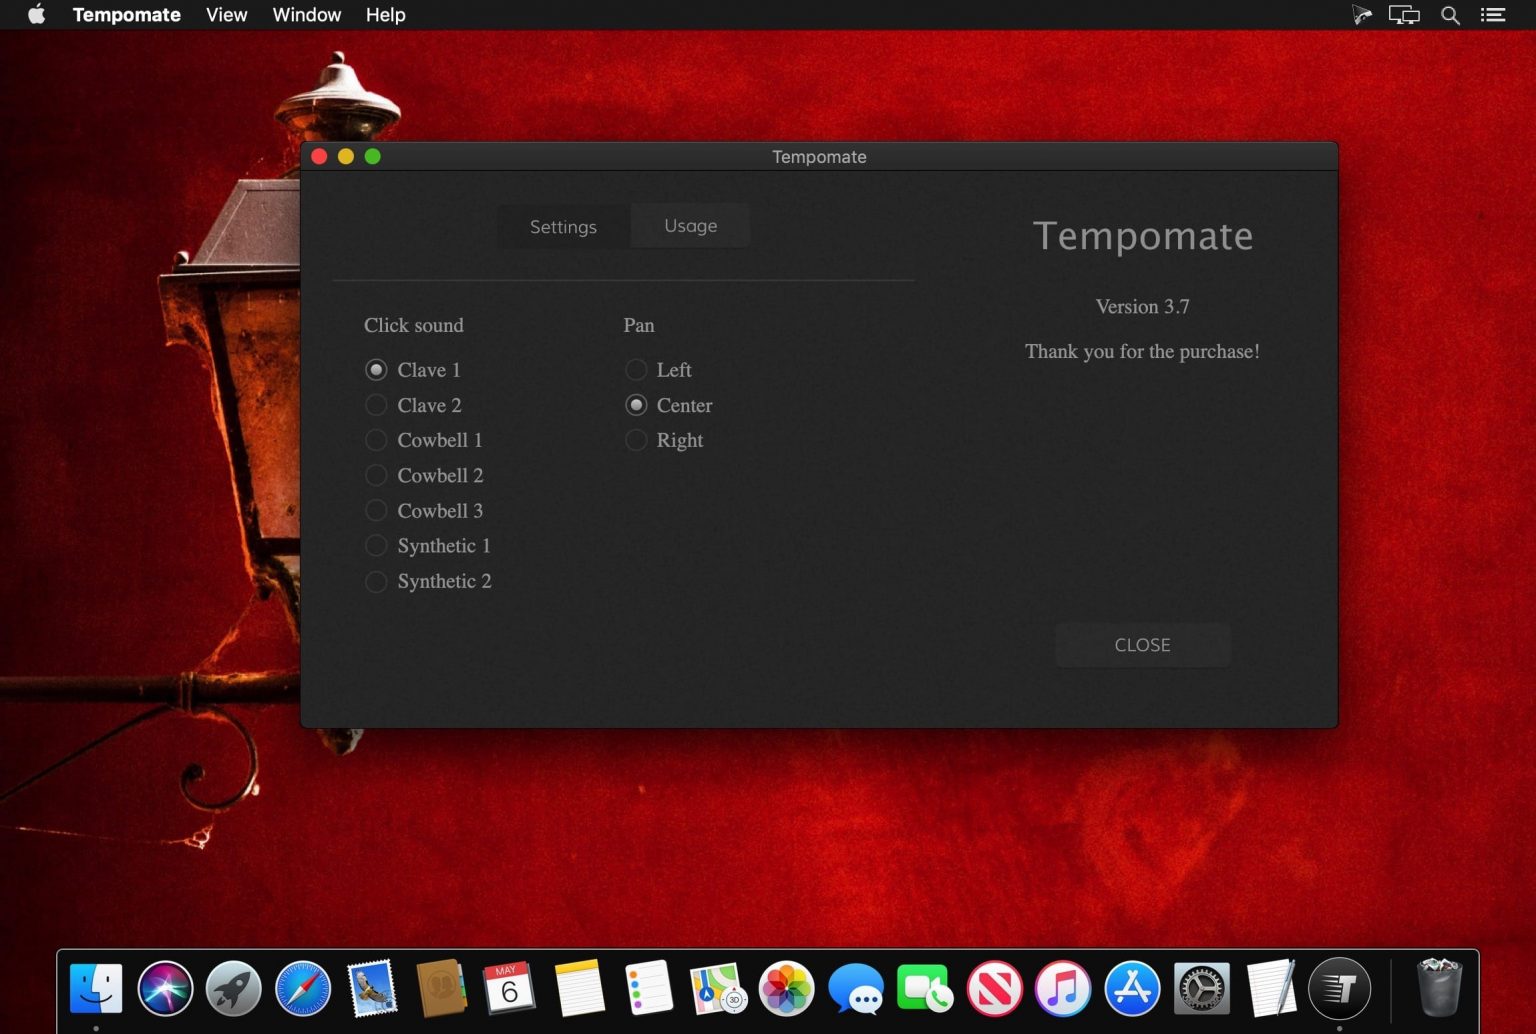 Tempomate View Window Help
Tempomate
Settings Usage
Tempomate
Version 3.7
Thank you for the purchase!
Click sound
Clave 1
Clave 2
Cowbell 1
Cowbell 2
Cowbell 3
Synthetic 1
Synthetic 2
Pan
Left
Center
Right
CLOSE
MAY
6
3D
T